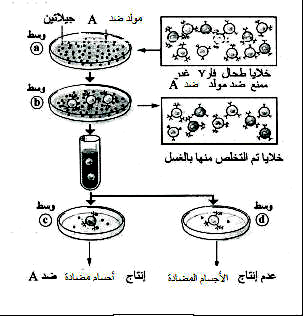 مولد ضد A جيلاتين
وسط
a
خلايا طحال فأر Y غير
ممنع ضد مولد ضد A
وسط
b
خلايا تم التخلص منها بالغسل
وسط
c
وسط
d
إنتاج أجسام مضادة ضد A
عدم إنتاج الأجسام المضادة